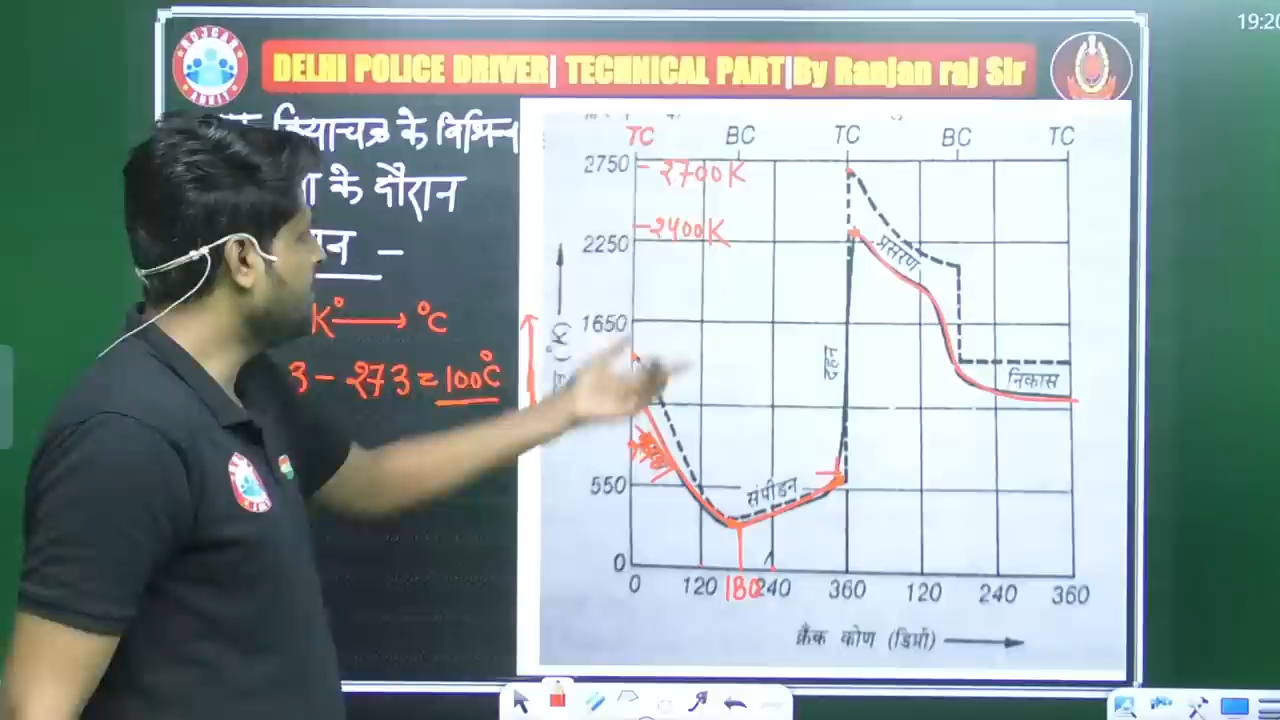 19:20
ROJGAR
ANKIT
DELHI POLICE DRIVER| TECHNICAL PART|By Ranjan raj Sir
क्रियाचक्र के विभिन्न
के दौरान
K° → °C
3 - 273 = 100°C
TC BC TC BC TC
2750 - 2700K
- 2400K
2250
प्रसरण
1650
(°K)
दहन
निकास
550
संपीडन
0
0 120 180 240 360 120 240 360
क्रैंक कोण (डिग्री)